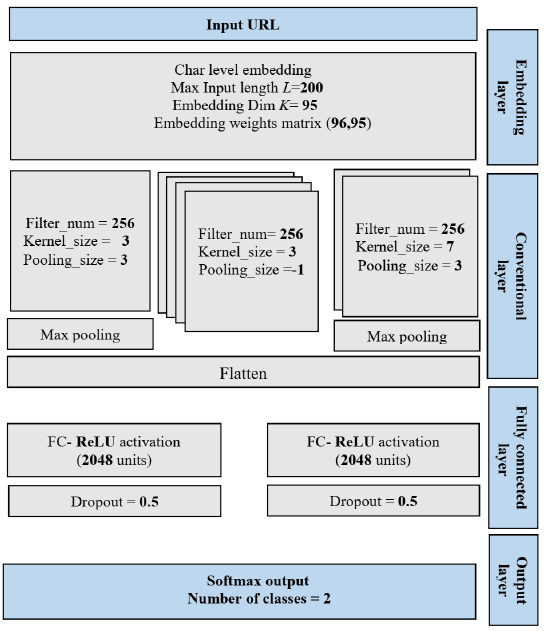 Input URL
Embedding
layer
Char level embedding
Max Input length L=200
Embedding Dim K= 95
Embedding weights matrix (96,95)
Conventional
layer
Filter_num = 256
Kernel_size = 3
Pooling_size = 3
Filter_num= 256
Kernel_size = 3
Pooling_size =-1
Filter_num = 256
Kernel_size = 7
Pooling_size = 3
Max pooling
Max pooling
Flatten
Fully connected
layer
FC- ReLU activation
(2048 units)
FC- ReLU activation
(2048 units)
Dropout = 0.5
Dropout = 0.5
Output
layer
Softmax output
Number of classes = 2